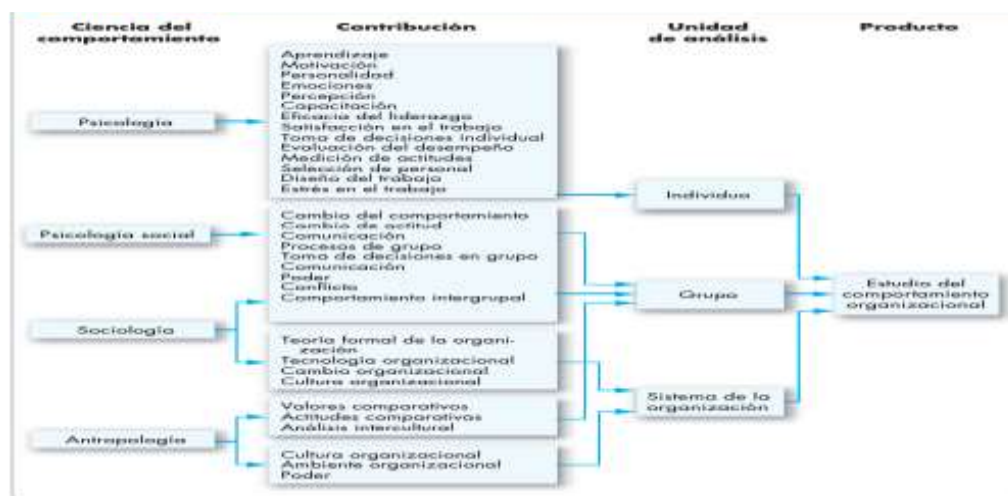 Ciencia del
comportamiento
Contribución
Unidad
de análisis
Producto
Psicología
Aprendizaje
Motivación
Personalidad
Emociones
Percepción
Capacitación
Eficacia del liderazgo
Satisfacción en el trabajo
Toma de decisiones individual
Evaluación del desempeño
Medición de actitudes
Selección de personal
Diseño del trabajo
Estrés en el trabajo
Individuo
Psicología social
Cambio del comportamiento
Cambio de actitud
Comunicación
Procesos de grupo
Toma de decisiones en grupo
Comunicación
Poder
Conflicto
Comportamiento intergrupal
Grupo
Estudio del
comportamiento
organizacional
Sociología
Teoría formal de la organi-
zación
Tecnología organizacional
Cambio organizacional
Cultura organizacional
Sistema de la
organización
Antropología
Valores comparativos
Actitudes comparativas
Análisis intercultural
Cultura organizacional
Ambiente organizacional
Poder